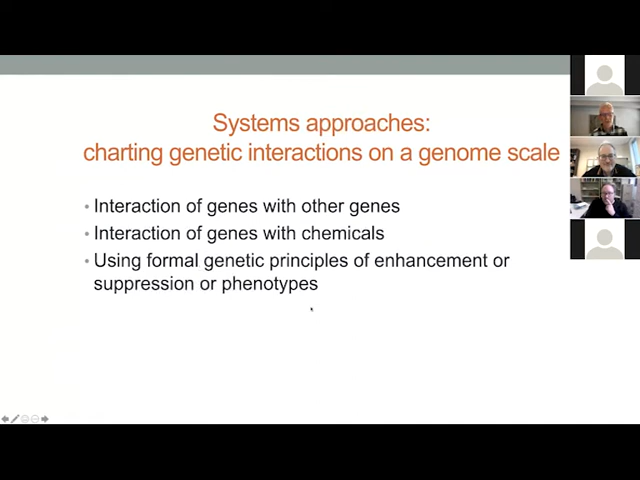 Systems approaches:
charting genetic interactions on a genome scale
• Interaction of genes with other genes
• Interaction of genes with chemicals
• Using formal genetic principles of enhancement or
suppression or phenotypes